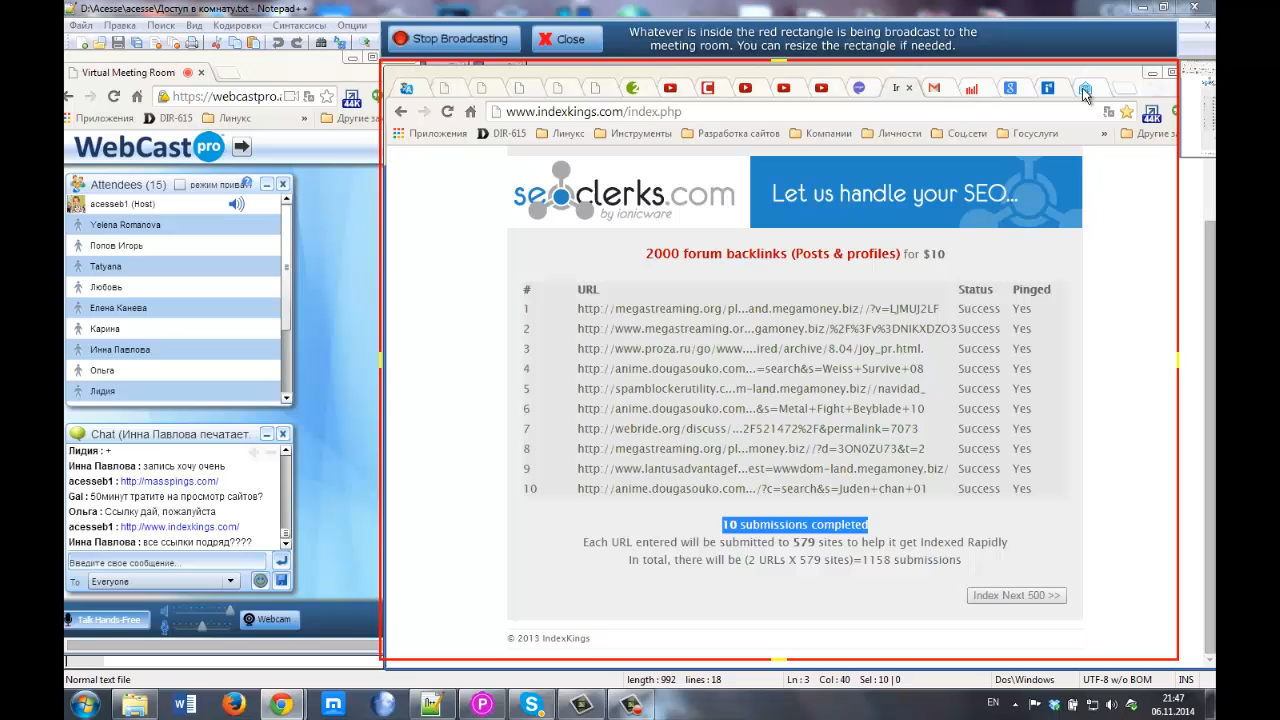 D:\Acesse\acesse\Доступ в комнату.txt - Notepad++
Файл Правка Поиск Вид Кодировки Синтаксисы Опции
Stop Broadcasting
Close
Whatever is inside the red rectangle is being broadcast to the
meeting room. You can resize the rectangle if needed.
Virtual Meeting Room
https://webcastpro.
44K
Приложения DIR-615 Линукс » Другие за
WebCast pro
Attendees (15) режим прива
acesseb1 (Host)
Yelena Romanova
Попов Игорь
Tatyana
Любовь
Елена Канева
Карина
Инна Павлова
Ольга
Лидия
Chat (Инна Павлова печатает
Лидия : +
Инна Павлова : запись хочу очень
acesseb1 : http://masspings.com/
Gal : 50минут тратите на просмотр сайтов?
Ольга : Ссылку дай, пожалуйста
acesseb1 : http://www.indexkings.com/
Инна Павлова : все ссылки подряд????
Введите свое сообщение...
To Everyone
Talk Hands-Free
Webcam
www.indexkings.com/index.php
44K
Приложения DIR-615 Линукс Инструменты Разработка сайтов Компании Личности Соц.сети Госуслуги » Другие за
seoclerks.com
by ionicware
Let us handle your SEO...
2000 forum backlinks (Posts & profiles) for $10
# URL Status Pinged
1 http://megastreaming.org/pl...and.megamoney.biz//?v=LJMUJ2LF Success Yes
2 http://www.megastreaming.or...gamoney.biz/%2F%3Fv%3DNIKXDZO3 Success Yes
3 http://www.proza.ru/go/www....ired/archive/8.04/joy_pr.html. Success Yes
4 http://anime.dougasouko.com...=search&s=Weiss+Survive+08 Success Yes
5 http://spamblockerutility.c...m-land.megamoney.biz//navidad_ Success Yes
6 http://anime.dougasouko.com...&s=Metal+Fight+Beyblade+10 Success Yes
7 http://webride.org/discuss/...2F521472%2F&permalink=7073 Success Yes
8 http://megastreaming.org/pl...money.biz/?d=3ON0ZU73&t=2 Success Yes
9 http://www.lantusadvantagef...est=wwwdom-land.megamoney.biz/ Success Yes
10 http://anime.dougasouko.com.../?c=search&s=Juden+chan+01 Success Yes
10 submissions completed
Each URL entered will be submitted to 579 sites to help it get Indexed Rapidly
In total, there will be (2 URLs X 579 sites)=1158 submissions
Index Next 500 >>
© 2013 IndexKings
Normal text file length : 992 lines : 18 Ln : 3 Col : 40 Sel : 10 | 0 Dos\Windows UTF-8 w/o BOM INS
EN
21:47
06.11.2014